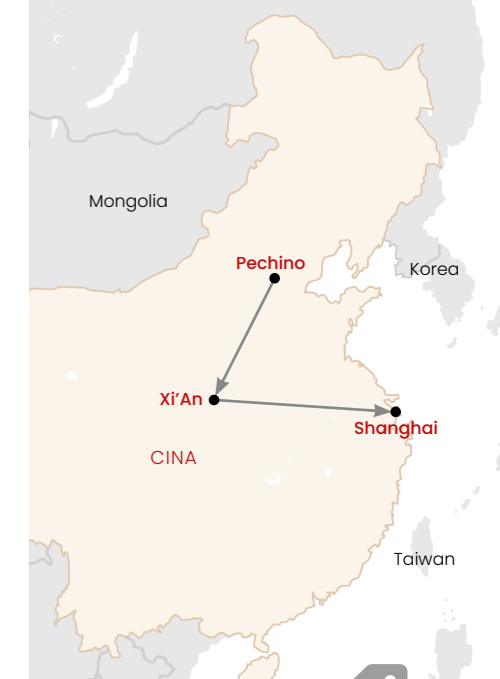 Mongolia
Pechino
Korea
Xi’An
Shanghai
CINA
Taiwan